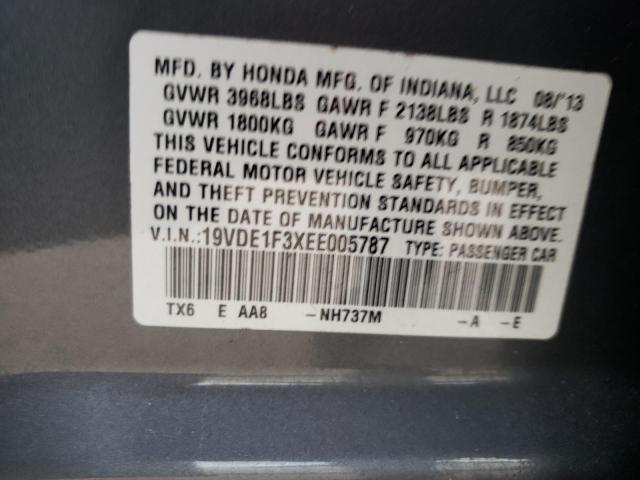 MFD. BY HONDA MFG. OF INDIANA, LLC 08/'13
GVWR 3968LBS GAWR F 2138LBS R 1874LBS
GVWR 1800KG GAWR F 970KG R 850KG
THIS VEHICLE CONFORMS TO ALL APPLICABLE
FEDERAL MOTOR VEHICLE SAFETY, BUMPER,
AND THEFT PREVENTION STANDARDS IN EFFECT
ON THE DATE OF MANUFACTURE SHOWN ABOVE.
V.I.N.:19VDE1F3XEE005787 TYPE: PASSENGER CAR
TX6 E AA8 -NH737M -A -E